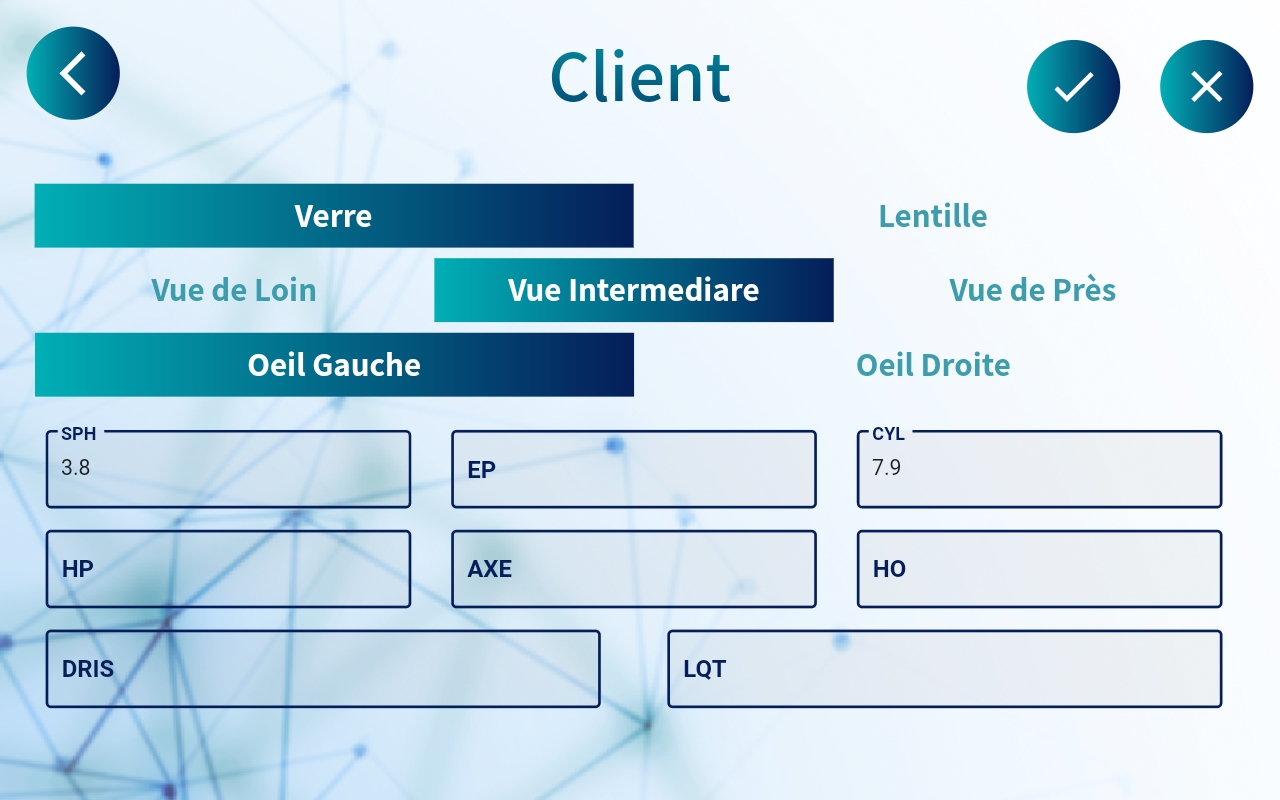 Client
Verre Lentille
Vue de Loin Vue Intermediare Vue de Près
Oeil Gauche Oeil Droite
SPH CYL
3.8 EP 7.9
HP AXE HO
DRIS LQT